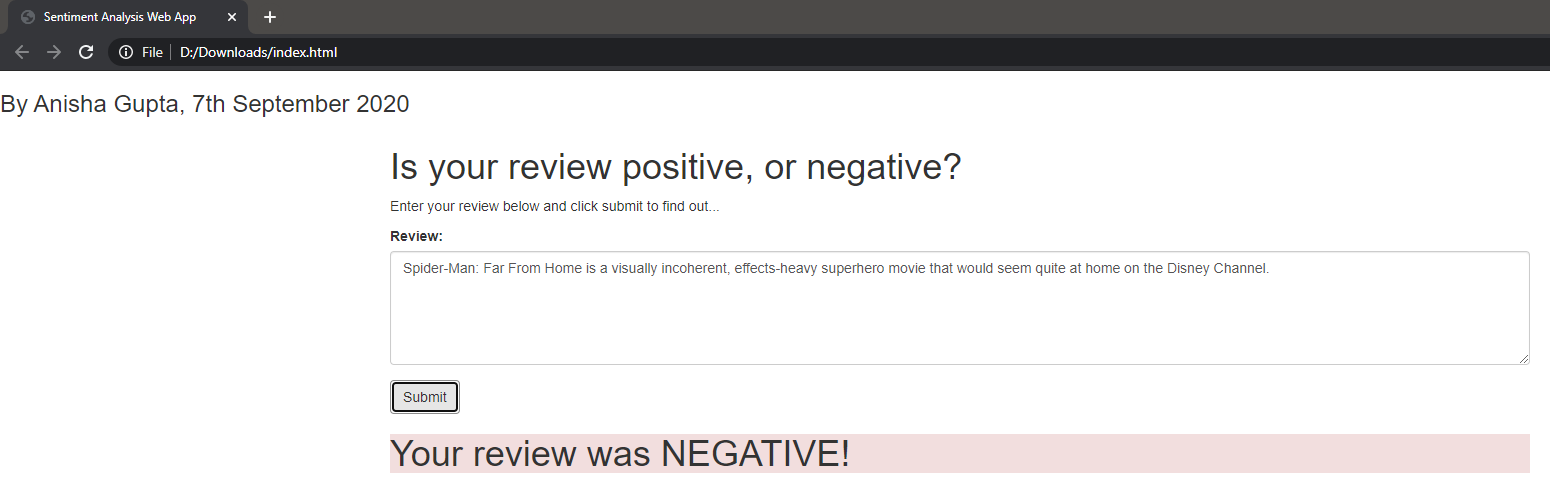 Sentiment Analysis Web App
File D:/Downloads/index.html
By Anisha Gupta, 7th September 2020
Is your review positive, or negative?
Enter your review below and click submit to find out...
Review:
Spider-Man: Far From Home is a visually incoherent, effects-heavy superhero movie that would seem quite at home on the Disney Channel.
Submit
Your review was NEGATIVE!